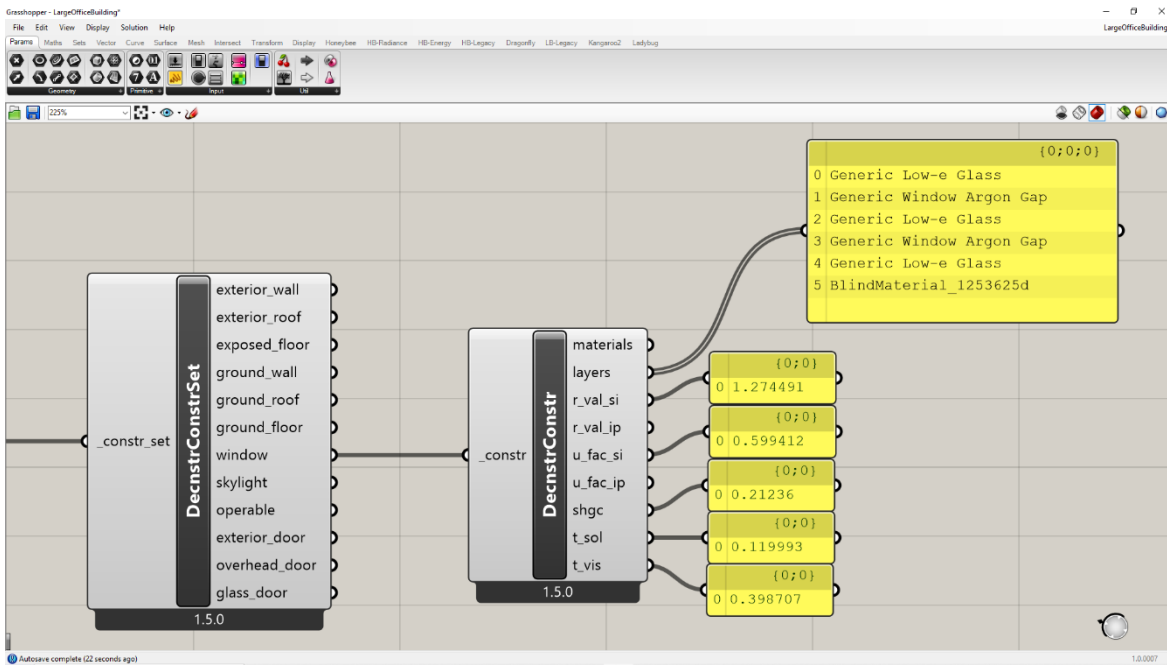 Grasshopper - LargeOfficeBuilding*
File Edit View Display Solution Help
LargeOfficeBuilding
Params Maths Sets Vector Curve Surface Mesh Intersect Transform Display Honeybee HB-Radiance HB-Energy HB-Legacy Dragonfly LB-Legacy Kangaroo2 Ladybug
Geometry + Primitive + Input + Util +
225%
{0;0;0}
0 Generic Low-e Glass
1 Generic Window Argon Gap
2 Generic Low-e Glass
3 Generic Window Argon Gap
4 Generic Low-e Glass
5 BlindMaterial_1253625d
_constr_set
DecnstrConstrSet
exterior_wall
exterior_roof
exposed_floor
ground_wall
ground_roof
ground_floor
window
skylight
operable
exterior_door
overhead_door
glass_door
1.5.0
_constr
DecnstrConstr
materials
layers
r_val_si
r_val_ip
u_fac_si
u_fac_ip
shgc
t_sol
t_vis
1.5.0
{0;0}
0 1.274491
{0;0}
0 0.599412
{0;0}
0 0.21236
{0;0}
0 0.119993
{0;0}
0 0.398707
Autosave complete (22 seconds ago)
1.0.0007